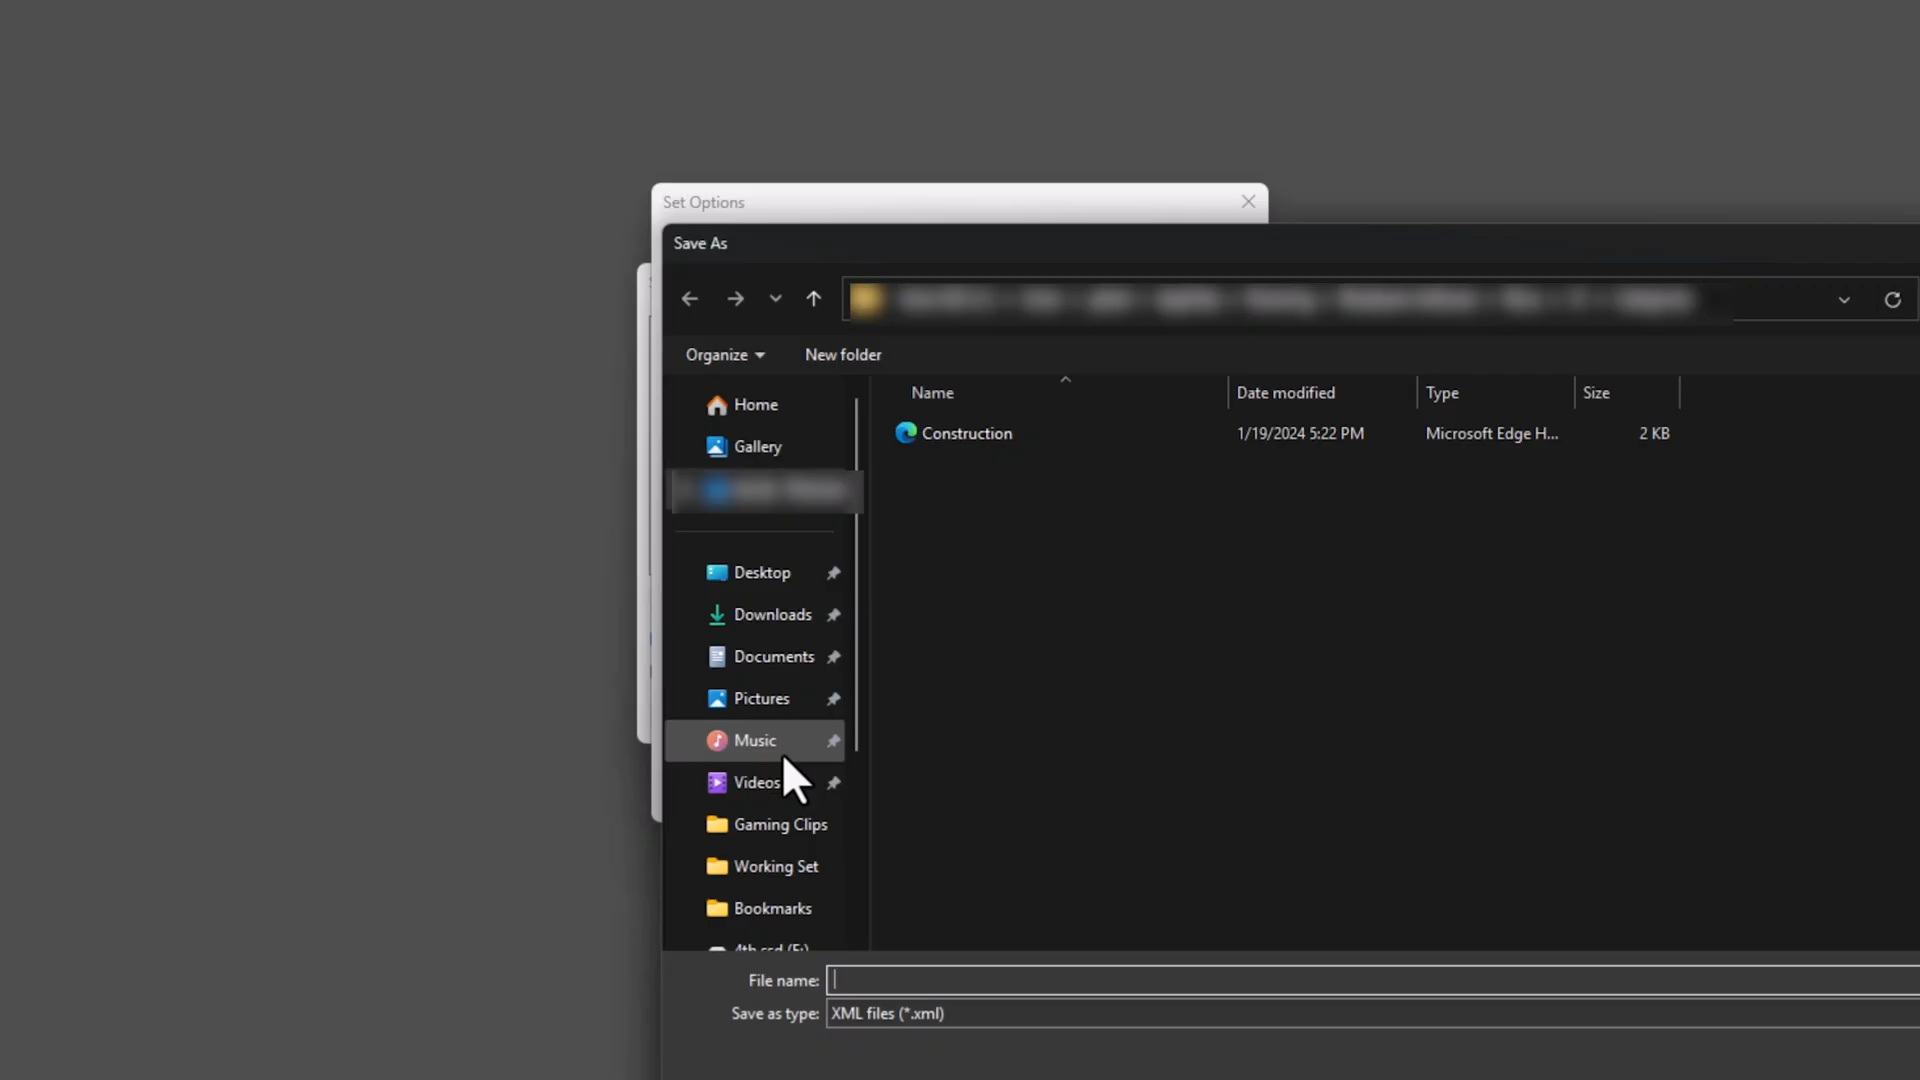 Set Options
Save As
Organize
New folder
Name
Date modified
Type
Size
Home
Gallery
Construction
1/19/2024 5:22 PM
Microsoft Edge H...
2 KB
Desktop
Downloads
Documents
Pictures
Music
Videos
Gaming Clips
Working Set
Bookmarks
4th ssd (F:)
File name:
Save as type: XML files (*.xml)